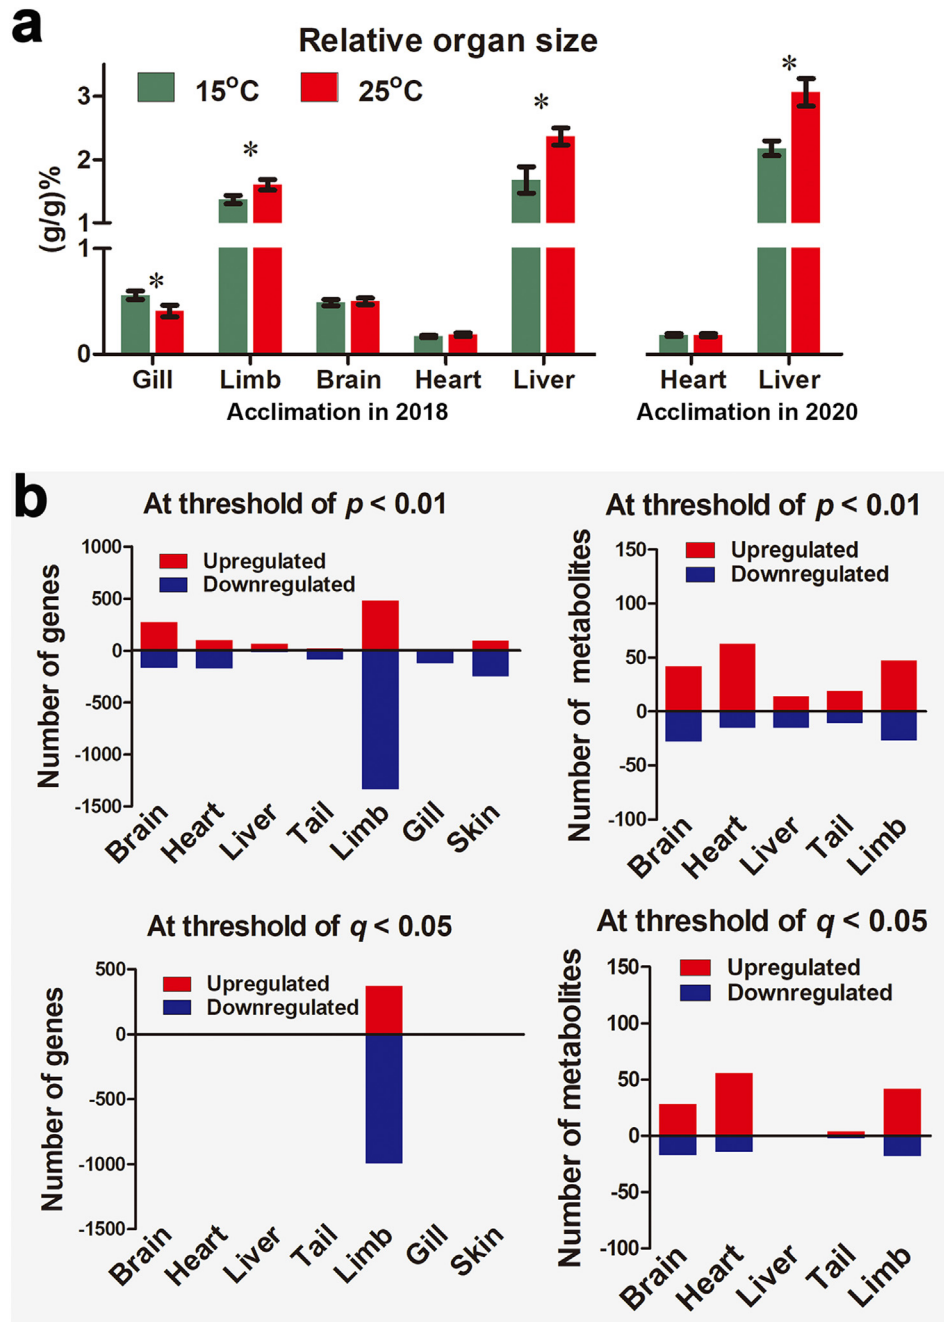 a
Relative organ size
15°C
25°C
(g/g)%
3
2
1
1
0
Gill Limb Brain Heart Liver
Acclimation in 2018
Heart Liver
Acclimation in 2020
b
At threshold of p < 0.01
Number of genes
Upregulated
Downregulated
1000
500
0
-500
-1000
-1500
Brain Heart Liver Tail Limb Gill Skin
At threshold of p < 0.01
Number of metabolites
Upregulated
Downregulated
150
100
50
0
-50
-100
Brain Heart Liver Tail Limb
At threshold of q < 0.05
Number of genes
Upregulated
Downregulated
500
0
-500
-1000
-1500
Brain Heart Liver Tail Limb Gill Skin
At threshold of q < 0.05
Number of metabolites
Upregulated
Downregulated
150
100
50
0
-50
-100
Brain Heart Liver Tail Limb